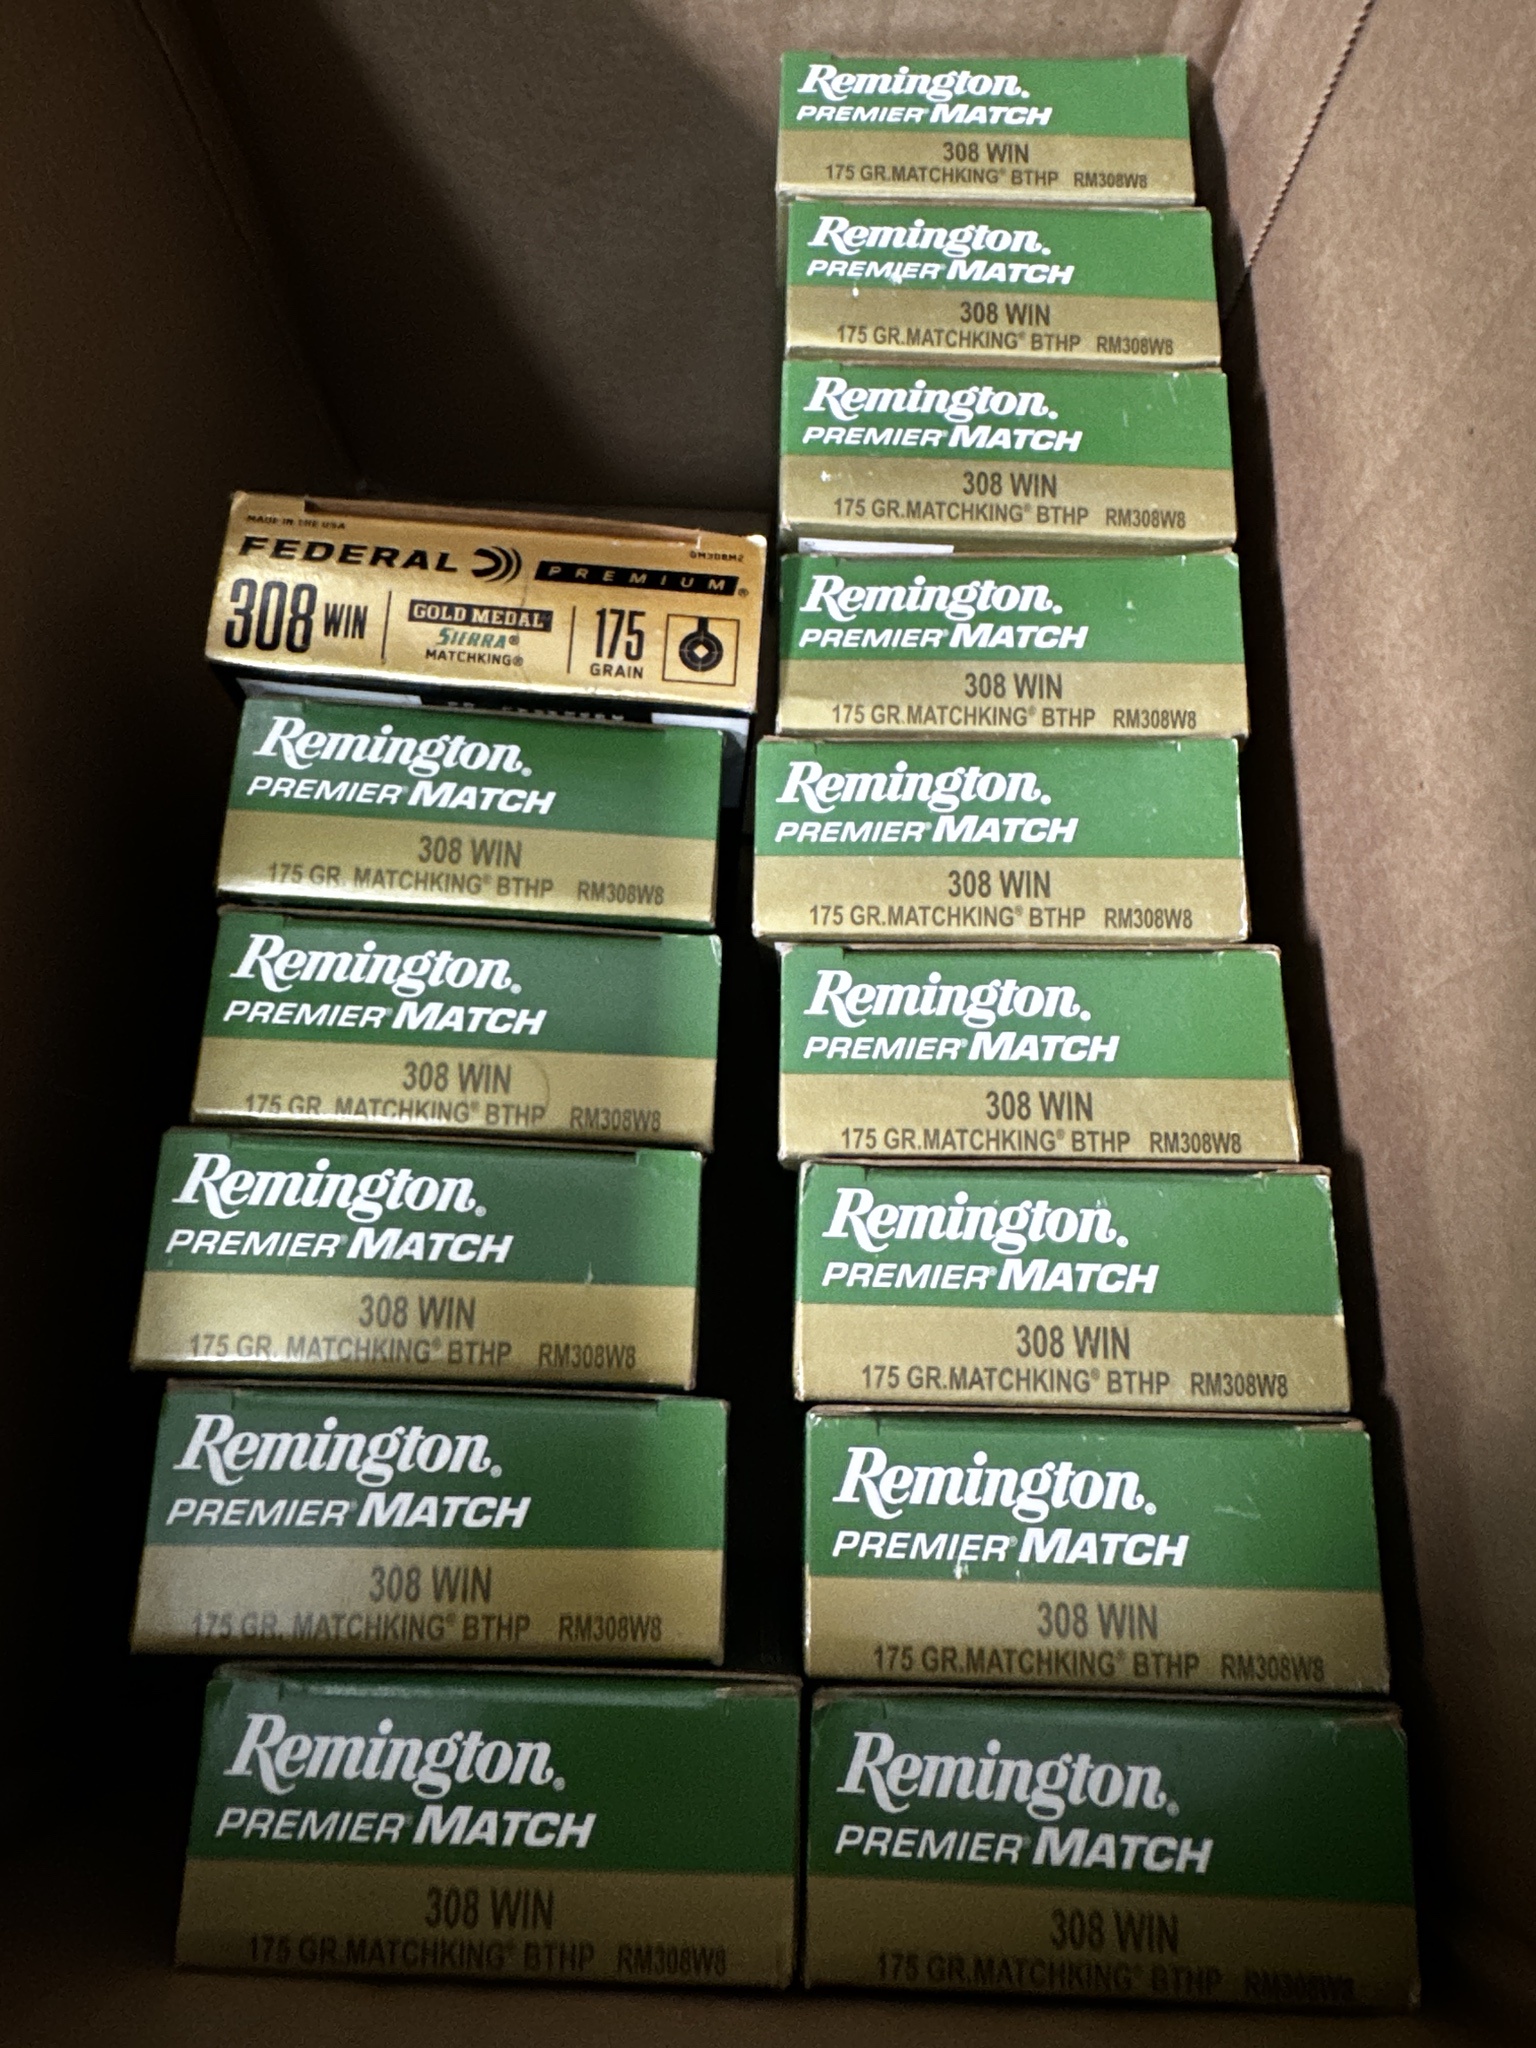 Remington.
PREMIER® MATCH
308 WIN
175 GR.MATCHKING® BTHP RM308W8
Remington.
PREMIER® MATCH
308 WIN
175 GR.MATCHKING® BTHP RM308W8
Remington.
PREMIER® MATCH
308 WIN
175 GR.MATCHKING® BTHP RM308W8
Remington.
PREMIER® MATCH
308 WIN
175 GR.MATCHKING® BTHP RM308W8
Remington.
PREMIER® MATCH
308 WIN
175 GR.MATCHKING® BTHP RM308W8
Remington.
PREMIER® MATCH
308 WIN
175 GR.MATCHKING® BTHP RM308W8
Remington.
PREMIER® MATCH
308 WIN
175 GR.MATCHKING® BTHP RM308W8
Remington.
PREMIER® MATCH
308 WIN
175 GR.MATCHKING® BTHP RM308W8
Remington.
PREMIER® MATCH
308 WIN
175 GR.MATCHKING® BTHP RM308W8
MADE IN THE USA
GM308M2
FEDERAL PREMIUM®
308 WIN
GOLD MEDAL®
SIERRA®
MATCHKING®
175
GRAIN
Remington.
PREMIER® MATCH
308 WIN
175 GR. MATCHKING® BTHP RM308W8
Remington.
PREMIER® MATCH
308 WIN
175 GR. MATCHKING® BTHP RM308W8
Remington.
PREMIER® MATCH
308 WIN
175 GR. MATCHKING® BTHP RM308W8
Remington.
PREMIER® MATCH
308 WIN
175 GR. MATCHKING® BTHP RM308W8
Remington.
PREMIER® MATCH
308 WIN
175 GR.MATCHKING® BTHP RM308W8